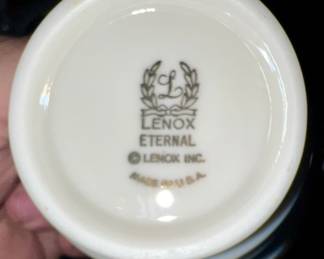 L
LENOX
ETERNAL
© LENOX INC.
MADE IN U.S.A.